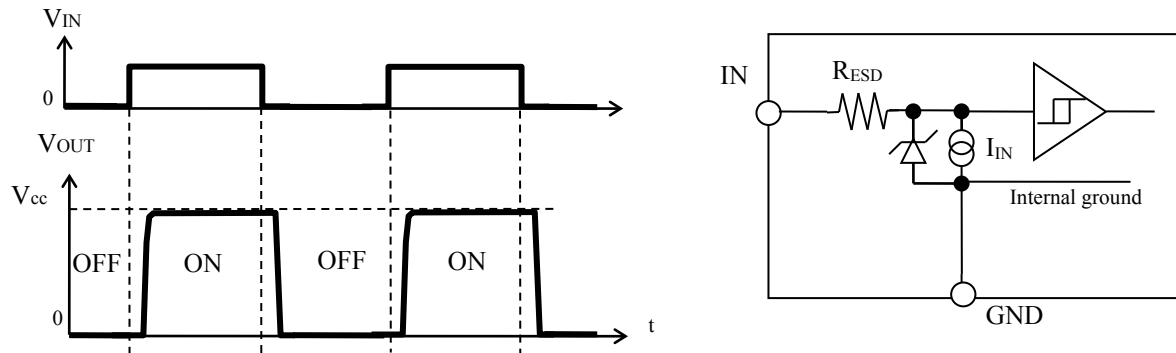 VIN
0
VOUT
Vcc
OFF ON OFF ON
0
t
IN
RESD
IIN
Internal ground
GND